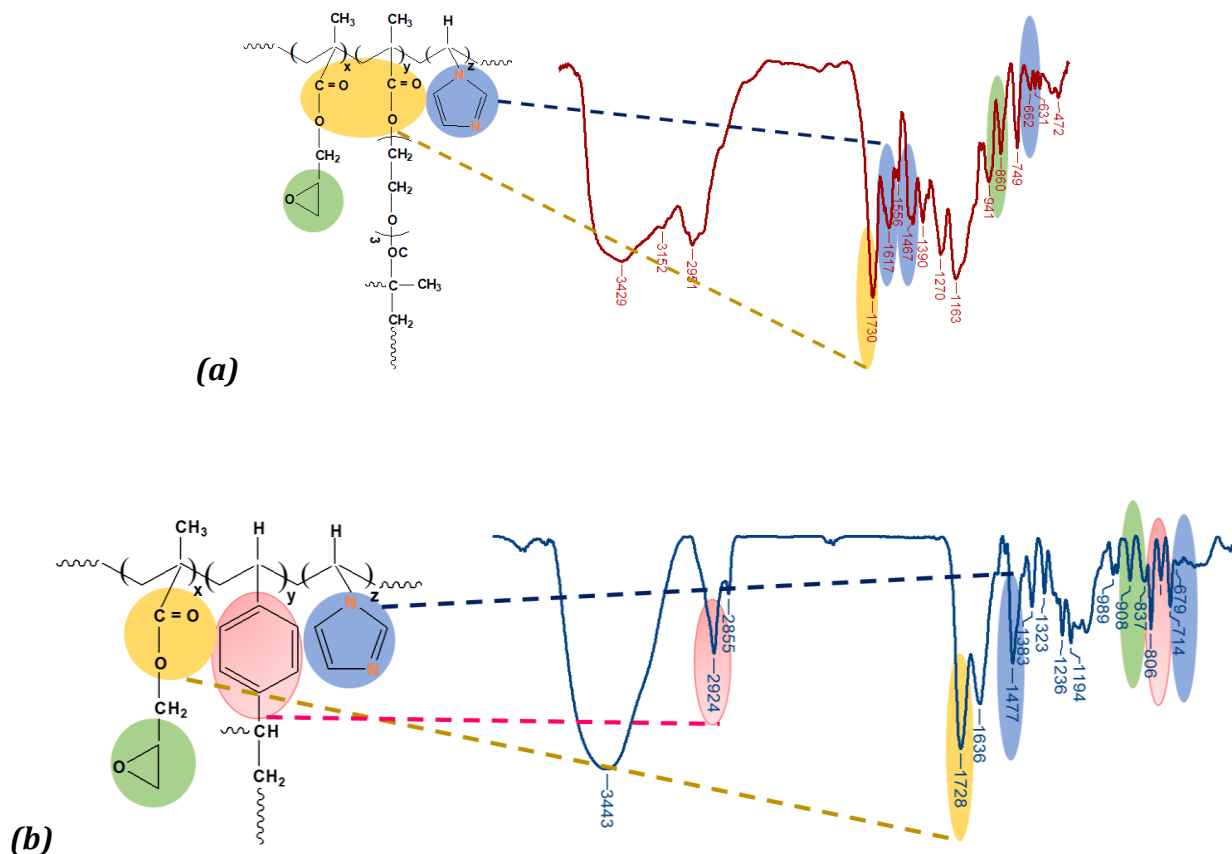 CH₃
CH₃
H
x
y
z
C = O
C = O
N
N
O
O
CH₂
CH₂
O
CH₂
O
3
OC
C
CH₃
CH₂
3429
3152
2951
1730
1617
1556
1467
1390
1270
1163
941
860
749
662
631
472
(a)
CH₃
H
H
x
y
z
C = O
N
N
O
CH₂
O
CH
CH₂
3443
2924
2855
1728
1636
1477
1383
1323
1236
1194
989
908
837
806
714
679
(b)